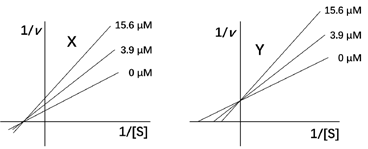 1/v
X
15.6 µM
3.9 µM
0 µM
1/[S]
1/v
Y
15.6 µM
3.9 µM
0 µM
1/[S]